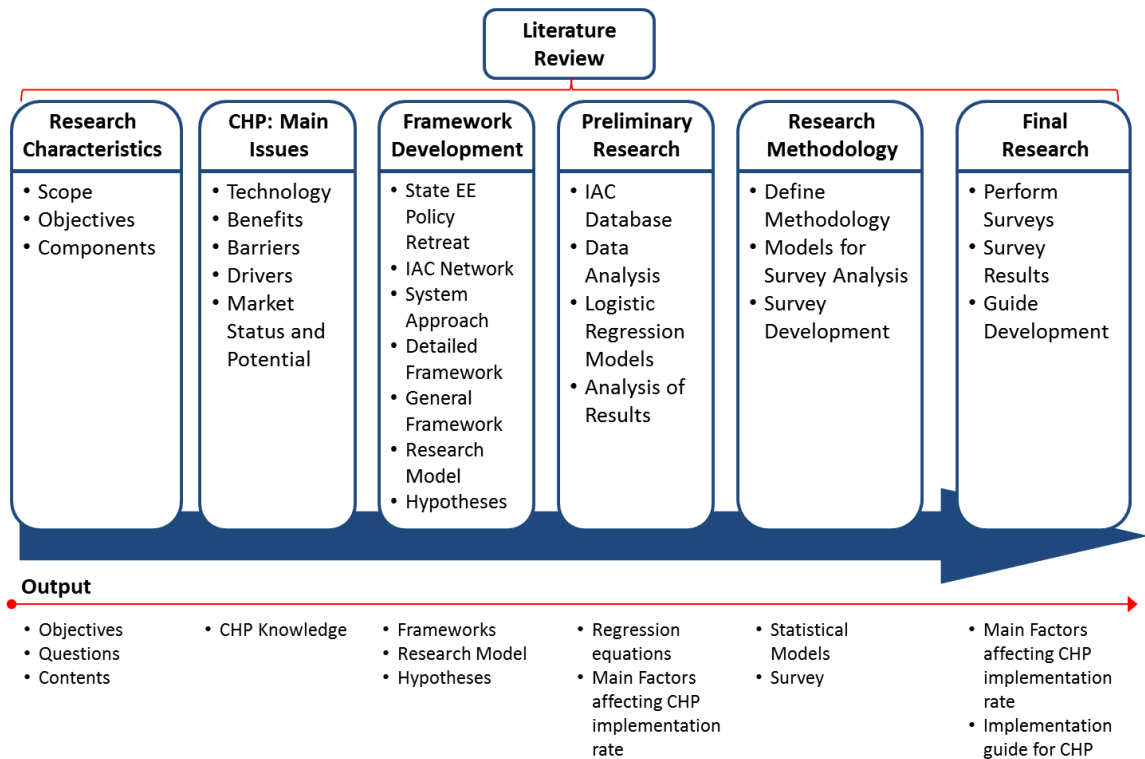 Literature
Review
Research
Characteristics
• Scope
• Objectives
• Components
CHP: Main
Issues
• Technology
• Benefits
• Barriers
• Drivers
• Market
Status and
Potential
Framework
Development
• State EE
Policy
Retreat
• IAC Network
• System
Approach
• Detailed
Framework
• General
Framework
• Research
Model
• Hypotheses
Preliminary
Research
• IAC
Database
• Data
Analysis
• Logistic
Regression
Models
• Analysis of
Results
Research
Methodology
• Define
Methodology
• Models for
Survey Analysis
• Survey
Development
Final
Research
• Perform
Surveys
• Survey
Results
• Guide
Development
Output
• Objectives
• Questions
• Contents
• CHP Knowledge
• Frameworks
• Research Model
• Hypotheses
• Regression
equations
• Main Factors
affecting CHP
implementation
rate
• Statistical
Models
• Survey
• Main Factors
affecting CHP
implementation
rate
• Implementation
guide for CHP